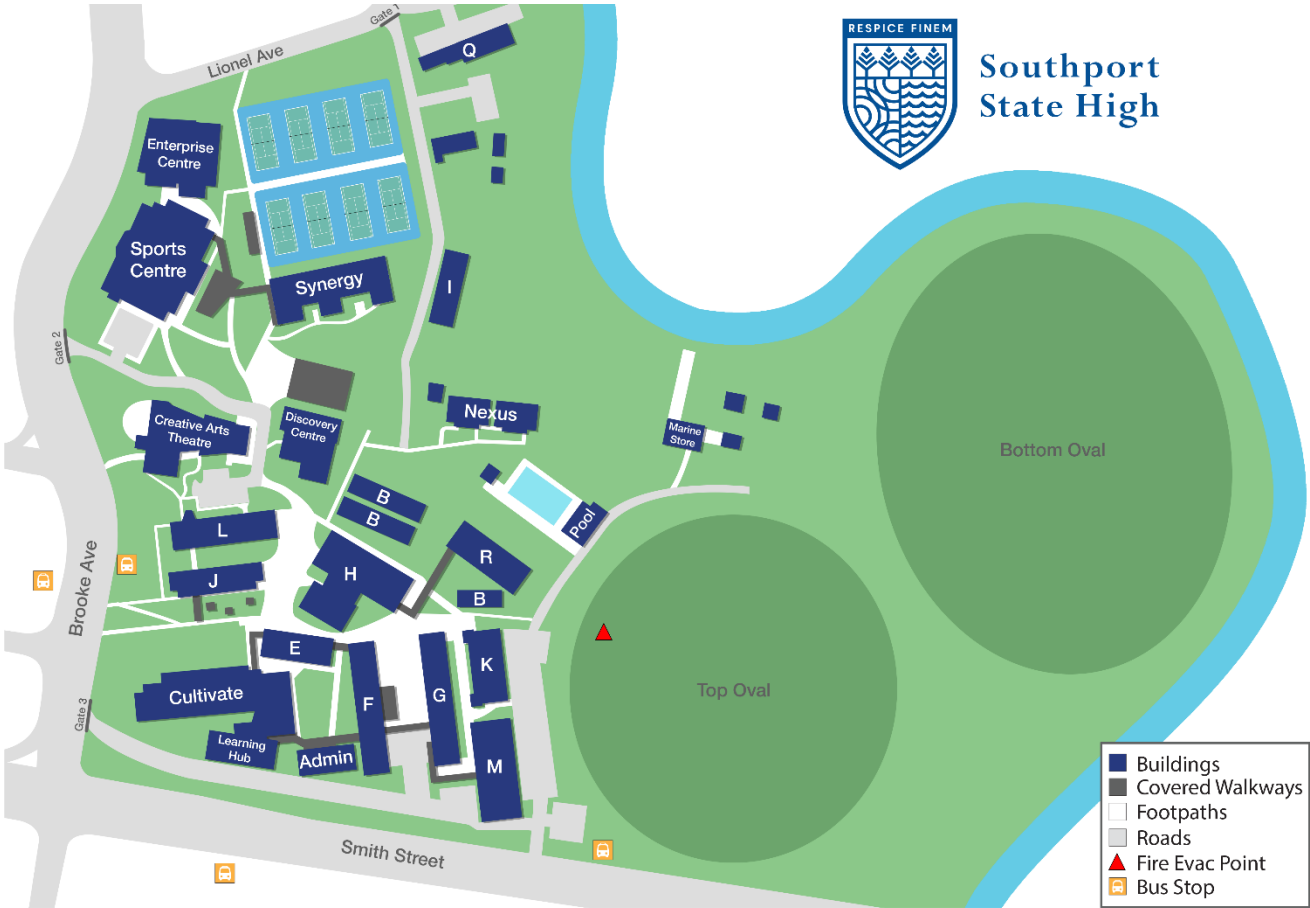 RESPICE FINEM
Southport
State High
Gate 1
Lionel Ave
Q
Enterprise
Centre
Sports
Centre
Synergy
I
Gate 2
Creative Arts
Theatre
Discovery
Centre
Nexus
Marine
Store
Bottom Oval
B
B
Pool
L
H
R
J
B
Brooke Ave
E
K
Cultivate
F
G
Top Oval
Gate 3
Learning
Hub
Admin
M
Smith Street
Buildings
Covered Walkways
Footpaths
Roads
Fire Evac Point
Bus Stop